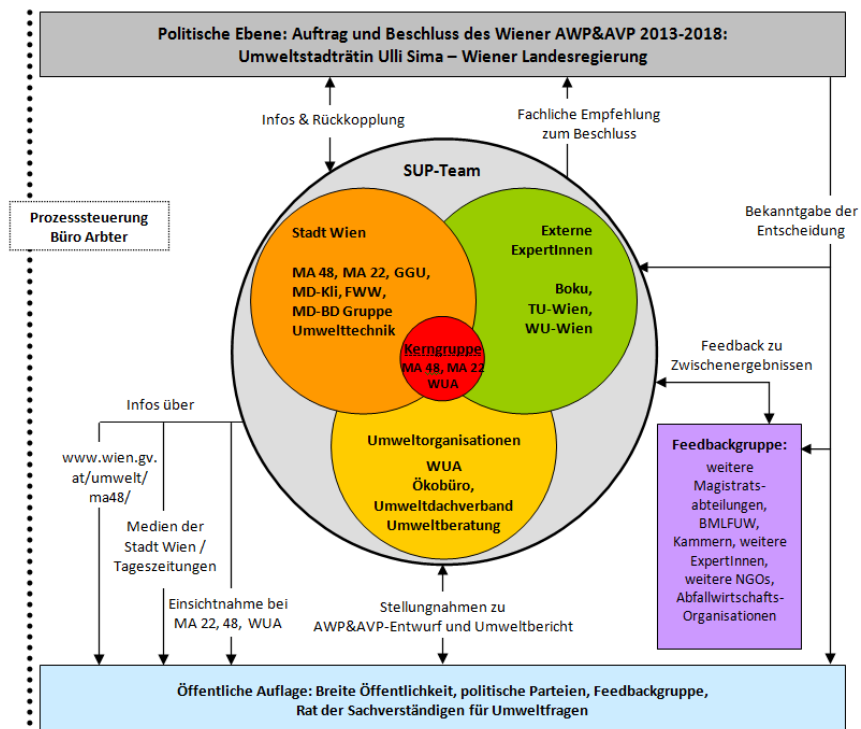 Politische Ebene: Auftrag und Beschluss des Wiener AWP&AVP 2013-2018:
Umweltstadträtin Ulli Sima – Wiener Landesregierung
Infos & Rückkopplung
Fachliche Empfehlung
zum Beschluss
SUP-Team
Prozesssteuerung
Büro Arbter
Stadt Wien
MA 48, MA 22, GGU,
MD-Kli, FWW,
MD-BD Gruppe
Umwelttechnik
Externe
ExpertInnen
Boku,
TU-Wien,
WU-Wien
Bekanntgabe der
Entscheidung
Kerngruppe
MA 48, MA 22
WUA
Feedback zu
Zwischenergebnissen
Umweltorganisationen
WUA
Ökobüro,
Umweltdachverband
Umweltberatung
Feedbackgruppe:
weitere
Magistrats-
abteilungen,
BMLFUW,
Kammern, weitere
ExpertInnen,
weitere NGOs,
Abfallwirtschafts-
Organisationen
Infos über
www.wien.gv.
at/umwelt/
ma48/
Medien der
Stadt Wien /
Tageszeitungen
Einsichtnahme bei
MA 22, 48, WUA
Stellungnahmen zu
AWP&AVP-Entwurf und Umweltbericht
Öffentliche Auflage: Breite Öffentlichkeit, politische Parteien, Feedbackgruppe,
Rat der Sachverständigen für Umweltfragen